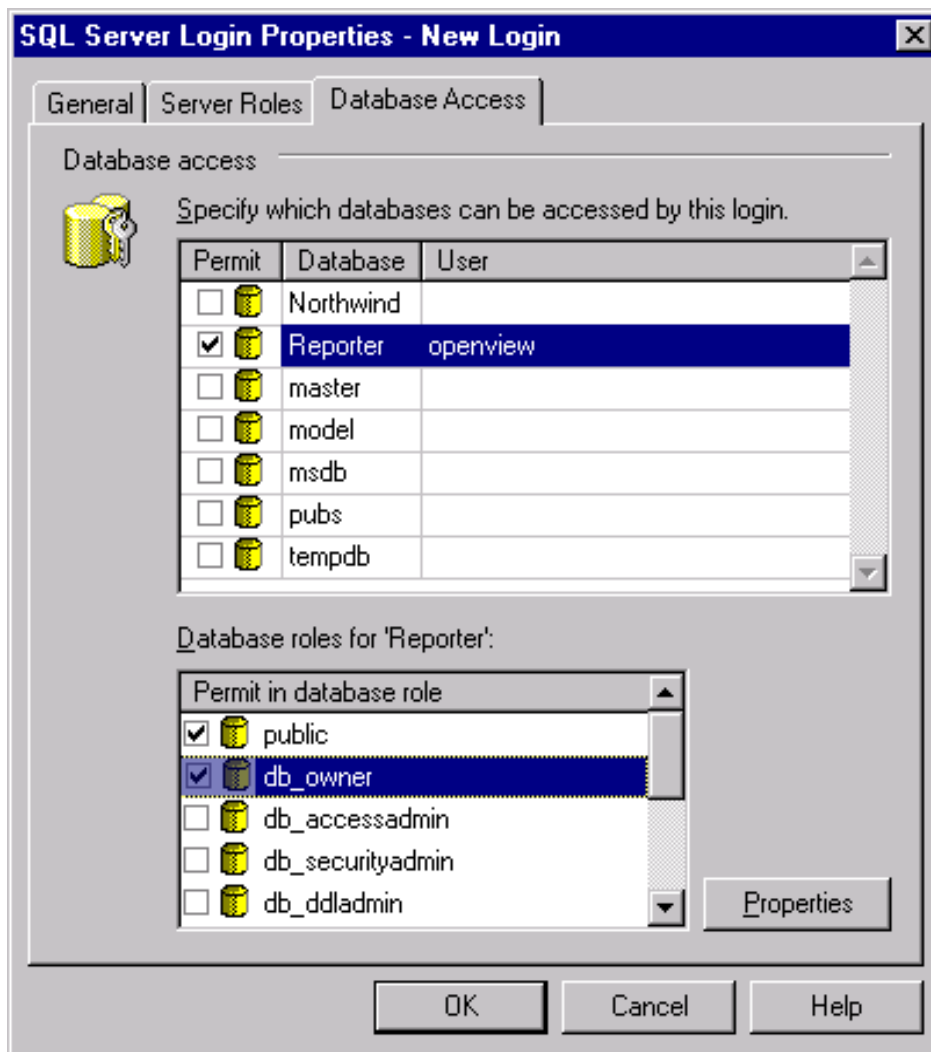 SQL Server Login Properties - New Login
General Server Roles Database Access
Database access
Specify which databases can be accessed by this login.
Permit Database User
Northwind
Reporter openview
master
model
msdb
pubs
tempdb
Database roles for 'Reporter':
Permit in database role
public
db_owner
db_accessadmin
db_securityadmin
db_ddladmin
Properties
OK Cancel Help